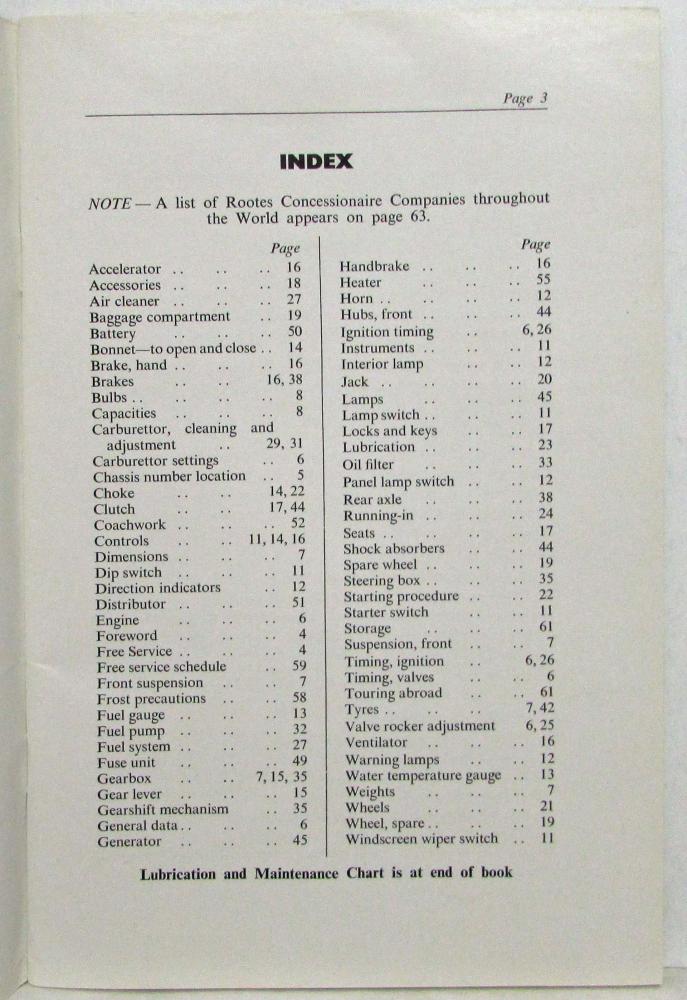 Page 3
INDEX
NOTE — A list of Rootes Concessionaire Companies throughout
the World appears on page 63.
Page
Accelerator .. .. .. 16
Accessories .. .. .. 18
Air cleaner .. .. .. 27
Baggage compartment .. 19
Battery .. .. .. 50
Bonnet—to open and close .. 14
Brake, hand .. .. .. 16
Brakes .. .. 16, 38
Bulbs .. .. .. .. 8
Capacities .. .. .. 8
Carburettor, cleaning and
adjustment .. 29, 31
Carburettor settings .. 6
Chassis number location .. 5
Choke .. .. 14, 22
Clutch .. .. 17, 44
Coachwork .. .. .. 52
Controls .. .. 11, 14, 16
Dimensions .. .. .. 7
Dip switch .. .. .. 11
Direction indicators .. 12
Distributor .. .. .. 51
Engine .. .. .. 6
Foreword .. .. .. 4
Free Service .. .. .. 4
Free service schedule .. 59
Front suspension .. .. 7
Frost precautions .. .. 58
Fuel gauge .. .. .. 13
Fuel pump .. .. .. 32
Fuel system .. .. .. 27
Fuse unit .. .. .. 49
Gearbox .. .. 7, 15, 35
Gear lever .. .. .. 15
Gearshift mechanism .. 35
General data .. .. .. 6
Generator .. .. .. 45
Page
Handbrake .. .. .. 16
Heater .. .. .. 55
Horn .. .. .. .. 12
Hubs, front .. .. .. 44
Ignition timing .. 6, 26
Instruments .. .. .. 11
Interior lamp .. .. 12
Jack .. .. .. .. 20
Lamps .. .. .. 45
Lamp switch .. .. .. 11
Locks and keys .. .. 17
Lubrication .. .. .. 23
Oil filter .. .. .. 33
Panel lamp switch .. .. 12
Rear axle .. .. .. 38
Running-in .. .. .. 24
Seats .. .. .. .. 17
Shock absorbers .. .. 44
Spare wheel .. .. .. 19
Steering box .. .. .. 35
Starting procedure .. .. 22
Starter switch .. .. 11
Storage .. .. .. 61
Suspension, front .. .. 7
Timing, ignition .. 6, 26
Timing, valves .. .. 6
Touring abroad .. .. 61
Tyres .. .. .. 7, 42
Valve rocker adjustment 6, 25
Ventilator .. .. .. 16
Warning lamps .. .. 12
Water temperature gauge .. 13
Weights .. .. .. 7
Wheels .. .. .. 21
Wheel, spare .. .. .. 19
Windscreen wiper switch .. 11
Lubrication and Maintenance Chart is at end of book